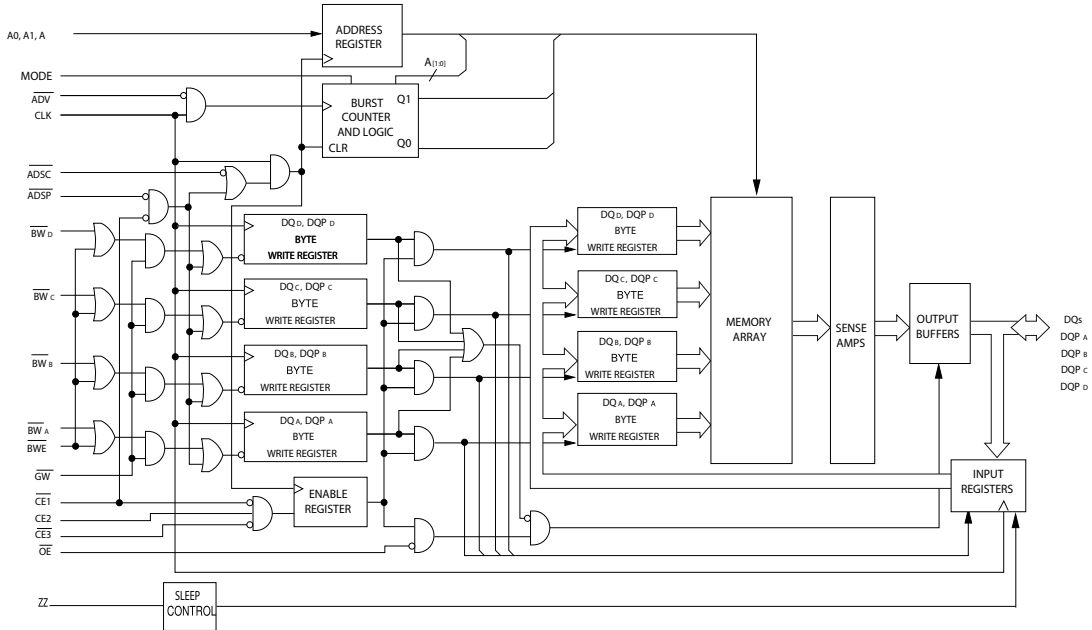 A0, A1, A
ADDRESS
REGISTER
MODE
A[1:0]
ADV
CLK
BURST
COUNTER
AND LOGIC
CLR
Q1
Q0
ADSC
ADSP
BW D
BW C
BW B
BW A
BWE
GW
CE1
CE2
CE3
OE
ZZ
DQ D, DQP D
BYTE
WRITE REGISTER
DQ C, DQP C
BYTE
WRITE REGISTER
DQ B, DQP B
BYTE
WRITE REGISTER
DQ A, DQP A
BYTE
WRITE REGISTER
ENABLE
REGISTER
SLEEP
CONTROL
DQ D, DQP D
BYTE
WRITE REGISTER
DQ C, DQP C
BYTE
WRITE REGISTER
DQ B, DQP B
BYTE
WRITE REGISTER
DQ A, DQP A
BYTE
WRITE REGISTER
MEMORY
ARRAY
SENSE
AMPS
OUTPUT
BUFFERS
DQs
DQP A
DQP B
DQP C
DQP D
INPUT
REGISTERS